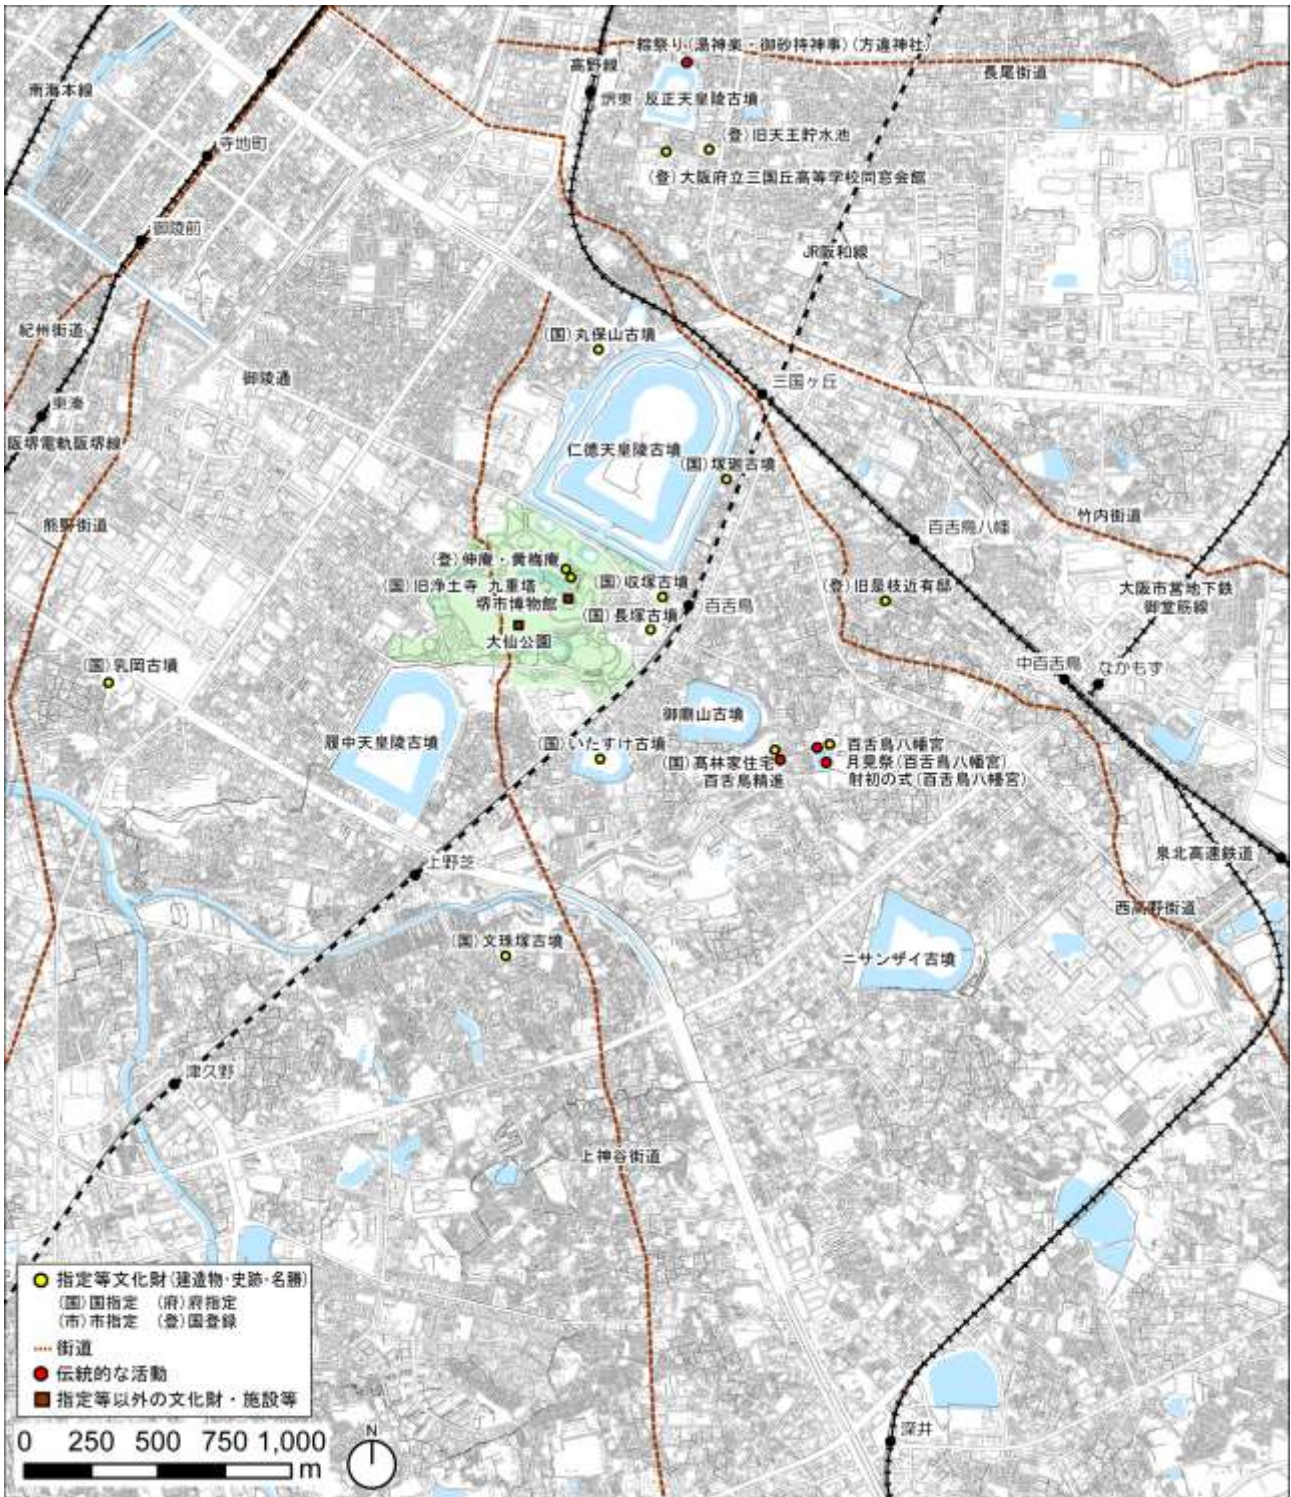 粽祭り(湯神楽・御砂持神事)(方違神社)
高野線
長尾街道
南海本線
堺東
反正天皇陵古墳
寺地町
(登)旧天王貯水池
(登)大阪府立三国丘高等学校同窓会館
御陵前
JR阪和線
紀州街道
(国)丸保山古墳
御陵通
三国ヶ丘
東湊
阪堺電軌阪堺線
仁徳天皇陵古墳
(国)塚廻古墳
熊野街道
竹内街道
百舌鳥八幡
(登)伸庵・黄梅庵
(国)旧浄土寺 九重塔
(国)収塚古墳
(登)旧是枝近有邸
大阪市営地下鉄
御堂筋線
堺市博物館
百舌鳥
(国)長塚古墳
大仙公園
(国)乳岡古墳
中百舌鳥
なかもず
御廟山古墳
履中天皇陵古墳
(国)いたすけ古墳
百舌鳥八幡宮
(国)髙林家住宅
月見祭(百舌鳥八幡宮)
百舌鳥精進
射初の式(百舌鳥八幡宮)
上野芝
泉北高速鉄道
西高野街道
(国)文珠塚古墳
ニサンザイ古墳
津久野
上神谷街道
指定等文化財(建造物・史跡・名勝)
(国)国指定 (府)府指定
(市)市指定 (登)国登録
街道
伝統的な活動
指定等以外の文化財・施設等
深井
0 250 500 750 1,000
m
N